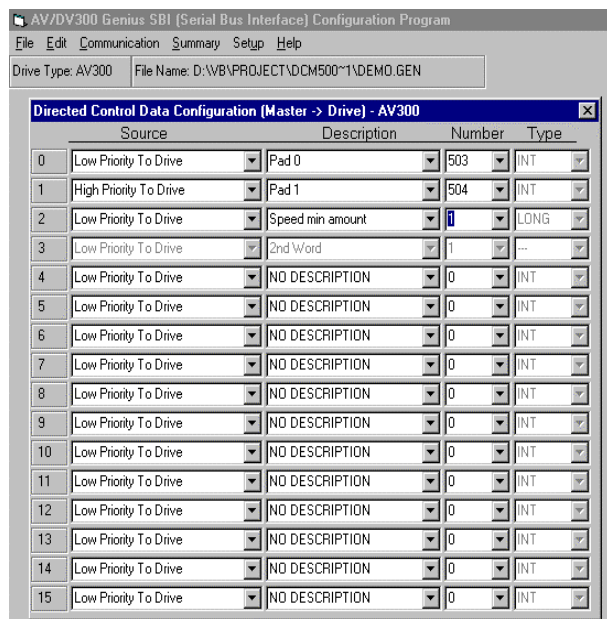 AV/DV300 Genius SBI (Serial Bus Interface) Configuration Program
File Edit Communication Summary Setup Help
Drive Type: AV300 File Name: D:\VB\PROJECT\DCM500~1\DEMO.GEN
Directed Control Data Configuration (Master -> Drive) - AV300
Source Description Number Type
0 Low Priority To Drive Pad 0 503 INT
1 High Priority To Drive Pad 1 504 INT
2 Low Priority To Drive Speed min amount 1 LONG
3 Low Priority To Drive 2nd Word 1 ---
4 Low Priority To Drive NO DESCRIPTION 0 INT
5 Low Priority To Drive NO DESCRIPTION 0 INT
6 Low Priority To Drive NO DESCRIPTION 0 INT
7 Low Priority To Drive NO DESCRIPTION 0 INT
8 Low Priority To Drive NO DESCRIPTION 0 INT
9 Low Priority To Drive NO DESCRIPTION 0 INT
10 Low Priority To Drive NO DESCRIPTION 0 INT
11 Low Priority To Drive NO DESCRIPTION 0 INT
12 Low Priority To Drive NO DESCRIPTION 0 INT
13 Low Priority To Drive NO DESCRIPTION 0 INT
14 Low Priority To Drive NO DESCRIPTION 0 INT
15 Low Priority To Drive NO DESCRIPTION 0 INT